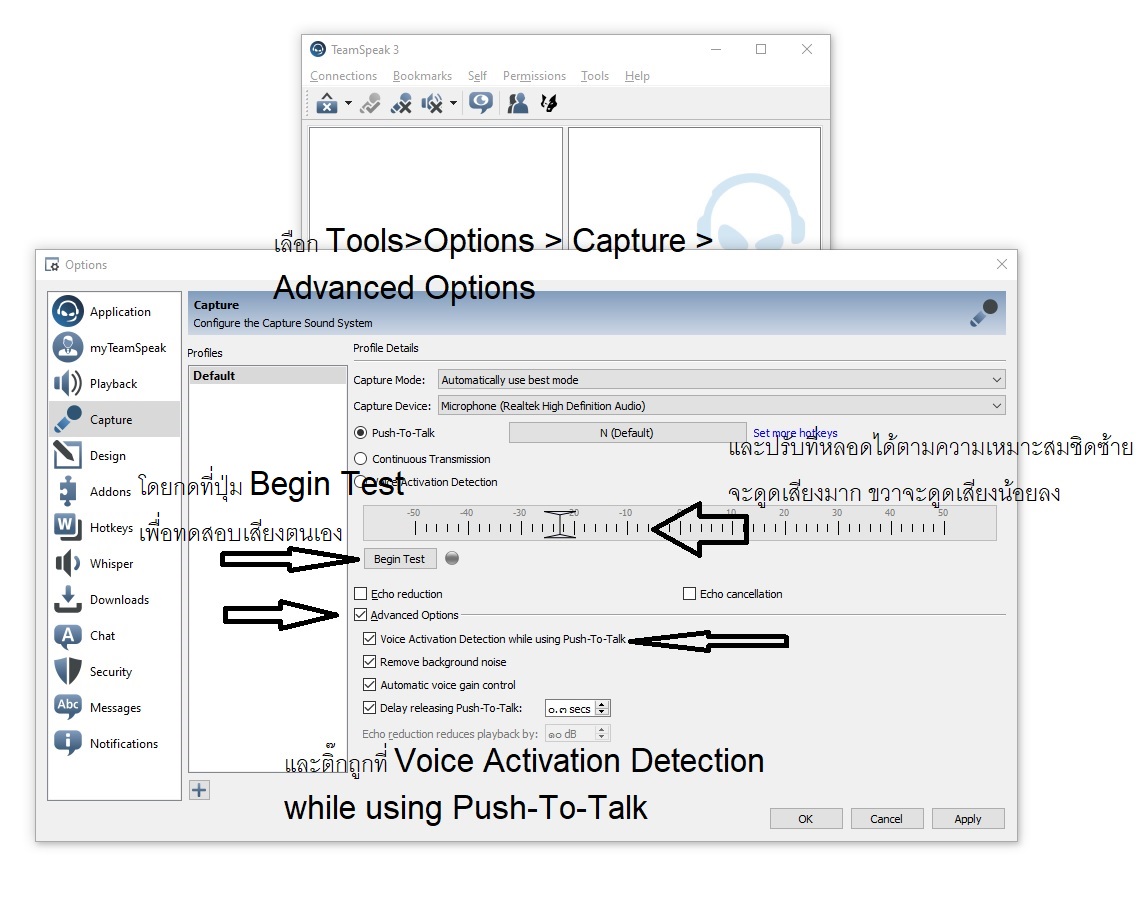 TeamSpeak 3
Connections Bookmarks Self Permissions Tools Help
เลือก Tools>Options > Capture >
Advanced Options
Options
Application
myTeamSpeak
Playback
Capture
Design
Addons
Hotkeys
Whisper
Downloads
Chat
Security
Messages
Notifications
Capture
Configure the Capture Sound System
Profiles
Default
Profile Details
Capture Mode: Automatically use best mode
Capture Device: Microphone (Realtek High Definition Audio)
Push-To-Talk N (Default) Set more hotkeys
Continuous Transmission
Voice Activation Detection
และปรับที่หลอดได้ตามความเหมาะสมชิดซ้าย
จะดูดเสียงมาก ขวาจะดูดเสียงน้อยลง
โดยกดที่ปุ่ม Begin Test
เพื่อทดสอบเสียงตนเอง
-50 -40 -30 -20 -10 0 10 20 30 40 50
Begin Test
Echo reduction Echo cancellation
Advanced Options
Voice Activation Detection while using Push-To-Talk
Remove background noise
Automatic voice gain control
Delay releasing Push-To-Talk: ๐.๓ secs
Echo reduction reduces playback by: ๑๐ dB
และติ๊กถูกที่ Voice Activation Detection
while using Push-To-Talk
OK Cancel Apply